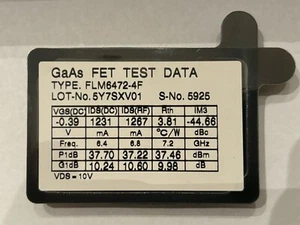 GaAs FET TEST DATA
TYPE. FLM6472-4F
LOT-No. 5Y7SXV01 S-No. 5925
VGS(DC) IDS(DC) IDS(RF) Rth IM3
-0.39 1231 1267 3.81 -44.66
V mA mA °C/W dBc
Freq. 6.4 6.8 7.2 GHz
P1dB 37.70 37.22 37.46 dBm
G1dB 10.24 10.60 9.98 dB
VDS = 10V